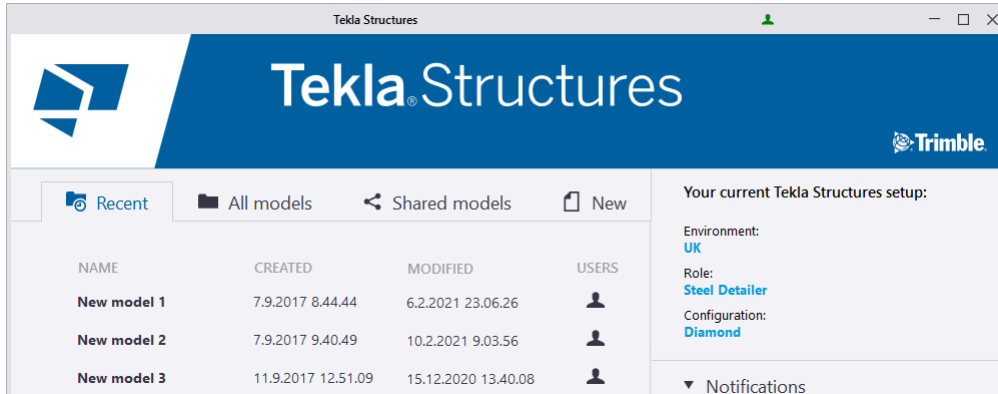 Tekla Structures
Tekla® Structures
Trimble
Recent
All models
Shared models
New
NAME CREATED MODIFIED USERS
New model 1 7.9.2017 8.44.44 6.2.2021 23.06.26
New model 2 7.9.2017 9.40.49 10.2.2021 9.03.56
New model 3 11.9.2017 12.51.09 15.12.2020 13.40.08
Your current Tekla Structures setup:
Environment:
UK
Role:
Steel Detailer
Configuration:
Diamond
Notifications